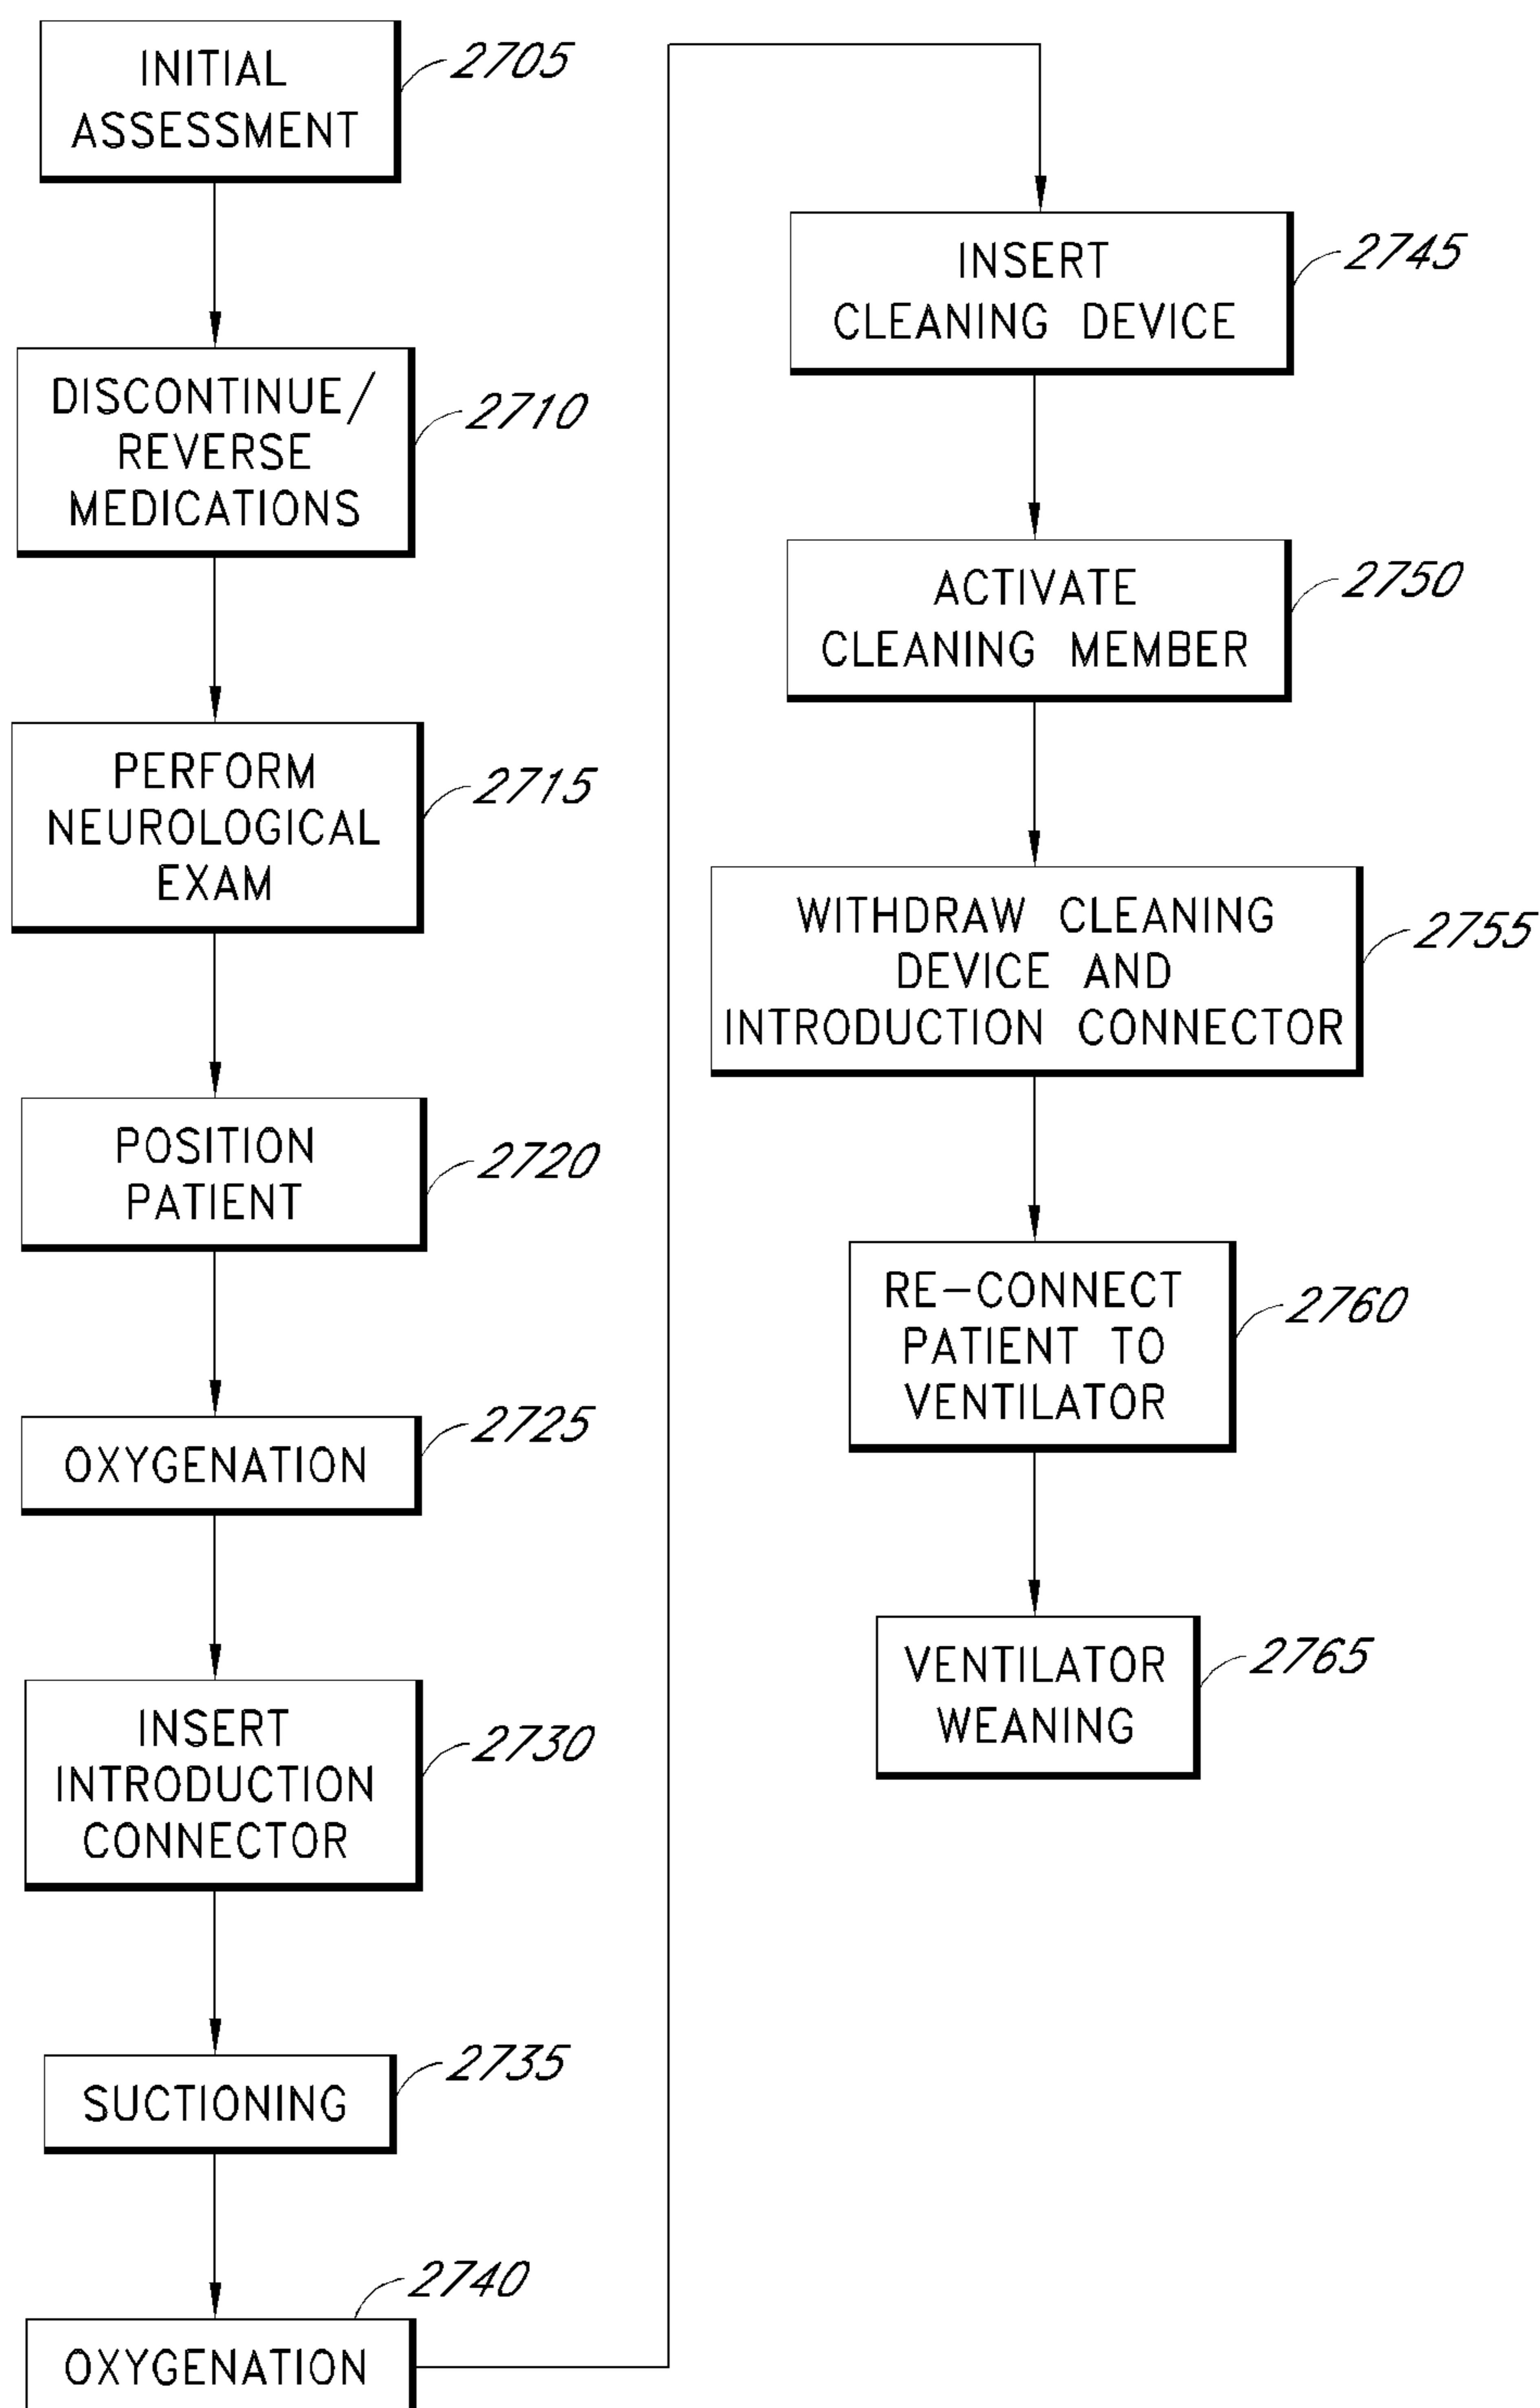 INITIAL
ASSESSMENT
2705
DISCONTINUE/
REVERSE
MEDICATIONS
2710
PERFORM
NEUROLOGICAL
EXAM
2715
POSITION
PATIENT
2720
OXYGENATION
2725
INSERT
INTRODUCTION
CONNECTOR
2730
SUCTIONING
2735
OXYGENATION
2740
INSERT
CLEANING DEVICE
2745
ACTIVATE
CLEANING MEMBER
2750
WITHDRAW CLEANING
DEVICE AND
INTRODUCTION CONNECTOR
2755
RE-CONNECT
PATIENT TO
VENTILATOR
2760
VENTILATOR
WEANING
2765